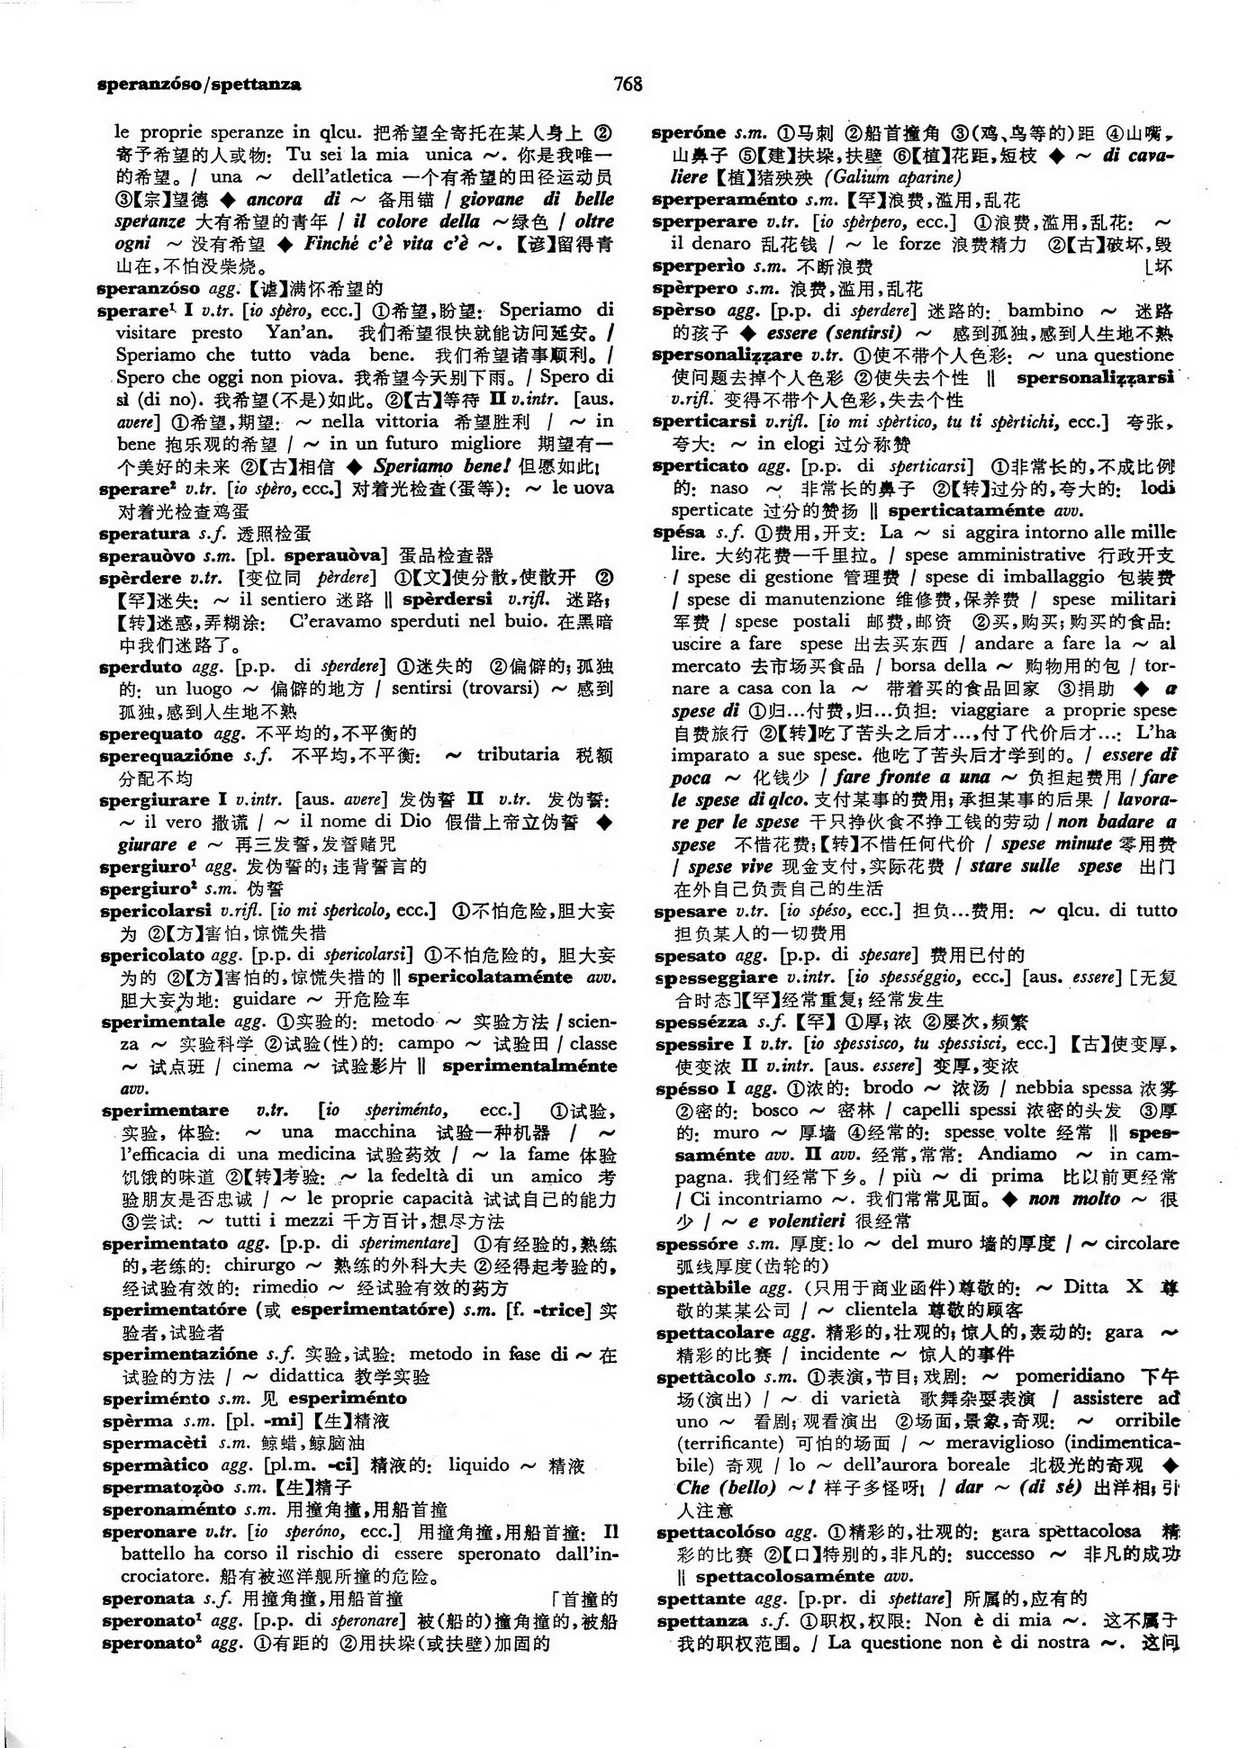 speranzóso/spettanza
768
le proprie speranze in qlcu. 把希望全寄托在某人身上 ②
寄予希望的人或物: Tu sei la mia unica ～. 你是我唯一
的希望。/ una ～ dell'atletica 一个有希望的田径运动员
③【宗】望德 ◆ ancora di ～ 备用锚 / giovane di belle
speranze 大有希望的青年 / il colore della ～绿色 / oltre
ogni ～ 没有希望 ◆ Finché c'è vita c'è ～. 【谚】留得青
山在,不怕没柴烧。
speranzóso agg. 【谑】满怀希望的
sperare¹ I v.tr. [io spèro, ecc.] ①希望,盼望: Speriamo di
visitare presto Yan'an. 我们希望很快就能访问延安。/
Speriamo che tutto vada bene. 我们希望诸事顺利。/
Spero che oggi non piova. 我希望今天别下雨。/ Spero di
sì (di no). 我希望(不是)如此。②【古】等待 II v.intr. [aus.
avere] ①希望,期望: ～ nella vittoria 希望胜利 / ～ in
bene 抱乐观的希望 / ～ in un futuro migliore 期望有一
个美好的未来 ②【古】相信 ◆ Speriamo bene! 但愿如此!
sperare² v.tr. [io spèro, ecc.] 对着光检查(蛋等): ～ le uova
对着光检查鸡蛋
speratura s.f. 透照检蛋
sperauòvo s.m. [pl. sperauòva] 蛋品检查器
spèrdere v.tr. [变位同 pèrdere] ①【文】使分散,使散开 ②
【罕】迷失: ～ il sentiero 迷路 ‖ spèrdersi v.rifl. 迷路;
【转】迷惑,弄糊涂: C'eravamo sperduti nel buio. 在黑暗
中我们迷路了。
sperduto agg. [p.p. di sperdere] ①迷失的 ②偏僻的;孤独
的: un luogo ～ 偏僻的地方 / sentirsi (trovarsi) ～ 感到
孤独,感到人生地不熟
sperequato agg. 不平均的,不平衡的
sperequazióne s.f. 不平均,不平衡: ～ tributaria 税额
分配不均
spergiurare I v.intr. [aus. avere] 发伪誓 II v.tr. 发伪誓:
～ il vero 撒谎 / ～ il nome di Dio 假借上帝立伪誓 ◆
giurare e ～ 再三发誓,发誓赌咒
spergiuro¹ agg. 发伪誓的;违背誓言的
spergiuro² s.m. 伪誓
spericolarsi v.rifl. [io mi sperìcolo, ecc.] ①不怕危险,胆大妄
为 ②【方】害怕,惊慌失措
spericolato agg. [p.p. di spericolarsi] ①不怕危险的, 胆大妄
为的 ②【方】害怕的,惊慌失措的 ‖ spericolataménte avv.
胆大妄为地: guidare ～ 开危险车
sperimentale agg. ①实验的: metodo ～ 实验方法 / scien-
za ～ 实验科学 ②试验(性)的: campo ～ 试验田 / classe
～ 试点班 / cinema ～ 试验影片 ‖ sperimentalménte
avv.
sperimentare v.tr. [io speriménto, ecc.] ①试验,
实验, 体验: ～ una macchina 试验一种机器 / ～
l'efficacia di una medicina 试验药效 / ～ la fame 体验
饥饿的味道 ②【转】考验: ～ la fedeltà di un amico 考
验朋友是否忠诚 / ～ le proprie capacità 试试自己的能力
③尝试: ～ tutti i mezzi 千方百计,想尽方法
sperimentato agg. [p.p. di sperimentare] ①有经验的,熟练
的,老练的: chirurgo ～ 熟练的外科大夫 ②经得起考验的,
经试验有效的: rimedio ～ 经试验有效的药方
sperimentatóre (或 esperimentatóre) s.m. [f. -trice] 实
验者,试验者
sperimentazióne s.f. 实验,试验: metodo in fase di ～ 在
试验的方法 / ～ didattica 教学实验
speriménto s.m. 见 esperiménto
spèrma s.m. [pl. -mi] 【生】精液
spermacèti s.m. 鲸蜡,鲸脑油
spermàtico agg. [pl.m. -ci] 精液的: liquido ～ 精液
spermatoẓòo s.m. 【生】精子
speronaménto s.m. 用撞角撞,用船首撞
speronare v.tr. [io speróno, ecc.] 用撞角撞,用船首撞: Il
battello ha corso il rischio di essere speronato dall'in-
crociatore. 船有被巡洋舰所撞的危险。
speronata s.f. 用撞角撞,用船首撞 「首撞的
speronato¹ agg. [p.p. di speronare] 被(船的)撞角撞的,被船
speronato² agg. ①有距的 ②用扶垛(或扶壁)加固的
speróne s.m. ①马刺 ②船首撞角 ③(鸡、鸟等的)距 ④山嘴,
山鼻子 ⑤【建】扶垛,扶壁 ⑥【植】花距,短枝 ◆ ～ di cava-
liere 【植】猪殃殃 (Galium aparine)
sperperaménto s.m. 【罕】浪费,滥用,乱花
sperperare v.tr. [io spèrpero, ecc.] ①浪费,滥用,乱花: ～
il denaro 乱花钱 / ～ le forze 浪费精力 ②【古】破坏,毁
sperperìo s.m. 不断浪费 ⌊坏
spèrpero s.m. 浪费,滥用,乱花
spèrso agg. [p.p. di sperdere] 迷路的: bambino ～ 迷路
的孩子 ◆ essere (sentirsi) ～ 感到孤独,感到人生地不熟
spersonaliẓẓare v.tr. ①使不带个人色彩: ～ una questione
使问题去掉个人色彩 ②使失去个性 ‖ spersonaliẓẓarsi
v.rifl. 变得不带个人色彩,失去个性
sperticarsi v.rifl. [io mi spèrtico, tu ti spèrtichi, ecc.] 夸张,
夸大: ～ in elogi 过分称赞
sperticato agg. [p.p. di sperticarsi] ①非常长的,不成比例
的: naso ～ 非常长的鼻子 ②【转】过分的,夸大的: lodi
sperticate 过分的赞扬 ‖ sperticataménte avv.
spésa s.f. ①费用,开支: La ～ si aggira intorno alle mille
lire. 大约花费一千里拉。/ spese amministrative 行政开支
/ spese di gestione 管理费 / spese di imballaggio 包装费
/ spese di manutenzione 维修费,保养费 / spese militari
军费 / spese postali 邮费,邮资 ②买,购买;购买的食品:
uscire a fare spese 出去买东西 / andare a fare la ～ al
mercato 去市场买食品 / borsa della ～ 购物用的包 / tor-
nare a casa con la ～ 带着买的食品回家 ③捐助 ◆ a
spese di ①归…付费,归…负担: viaggiare a proprie spese
自费旅行 ②【转】吃了苦头之后才…,付了代价后才…: L'ha
imparato a sue spese. 他吃了苦头后才学到的。/ essere di
poca ～ 化钱少 / fare fronte a una ～ 负担起费用 / fare
le spese di qlco. 支付某事的费用;承担某事的后果 / lavora-
re per le spese 干只挣伙食不挣工钱的劳动 / non badare a
spese 不惜花费;【转】不惜任何代价 / spese minute 零用费
/ spese vive 现金支付,实际花费 / stare sulle spese 出门
在外自己负责自己的生活
spesare v.tr. [io spéso, ecc.] 担负…费用: ～ qlcu. di tutto
担负某人的一切费用
spesato agg. [p.p. di spesare] 费用已付的
spesseggiare v.intr. [io spességgio, ecc.] [aus. essere] [无复
合时态]【罕】经常重复;经常发生
spessézza s.f. 【罕】 ①厚;浓 ②屡次,频繁
spessire I v.tr. [io spessisco, tu spessisci, ecc.] 【古】使变厚,
使变浓 II v.intr. [aus. essere] 变厚,变浓
spésso I agg. ①浓的: brodo ～ 浓汤 / nebbia spessa 浓雾
②密的: bosco ～ 密林 / capelli spessi 浓密的头发 ③厚
的: muro ～ 厚墙 ④经常的: spesse volte 经常 ‖ spes-
saménte avv. II avv. 经常,常常: Andiamo ～ in cam-
pagna. 我们经常下乡。/ più ～ di prima 比以前更经常
/ Ci incontriamo ～. 我们常常见面。◆ non molto ～ 很
少 / ～ e volentieri 很经常
spessóre s.m. 厚度: lo ～ del muro 墙的厚度 / ～ circolare
弧线厚度(齿轮的)
spettàbile agg. (只用于商业函件)尊敬的: ～ Ditta X 尊
敬的某某公司 / ～ clientela 尊敬的顾客
spettacolare agg. 精彩的,壮观的;惊人的,轰动的: gara ～
精彩的比赛 / incidente ～ 惊人的事件
spettàcolo s.m. ①表演,节目;戏剧: ～ pomeridiano 下午
场(演出) / ～ di varietà 歌舞杂耍表演 / assistere ad
uno ～ 看剧;观看演出 ②场面,景象,奇观: ～ orribile
(terrificante) 可怕的场面 / ～ meraviglioso (indimentica-
bile) 奇观 / lo ～ dell'aurora boreale 北极光的奇观 ◆
Che (bello) ～! 样子多怪呀! / dar ～ (di sé) 出洋相;引
人注意
spettacolóso agg. ①精彩的,壮观的: gara spettacolosa 精
彩的比赛 ②【口】特别的,非凡的: successo ～ 非凡的成功
‖ spettacolosaménte avv.
spettante agg. [p.pr. di spettare] 所属的,应有的
spettanza s.f. ①职权,权限: Non è di mia ～. 这不属于
我的职权范围。/ La questione non è di nostra ～. 这问